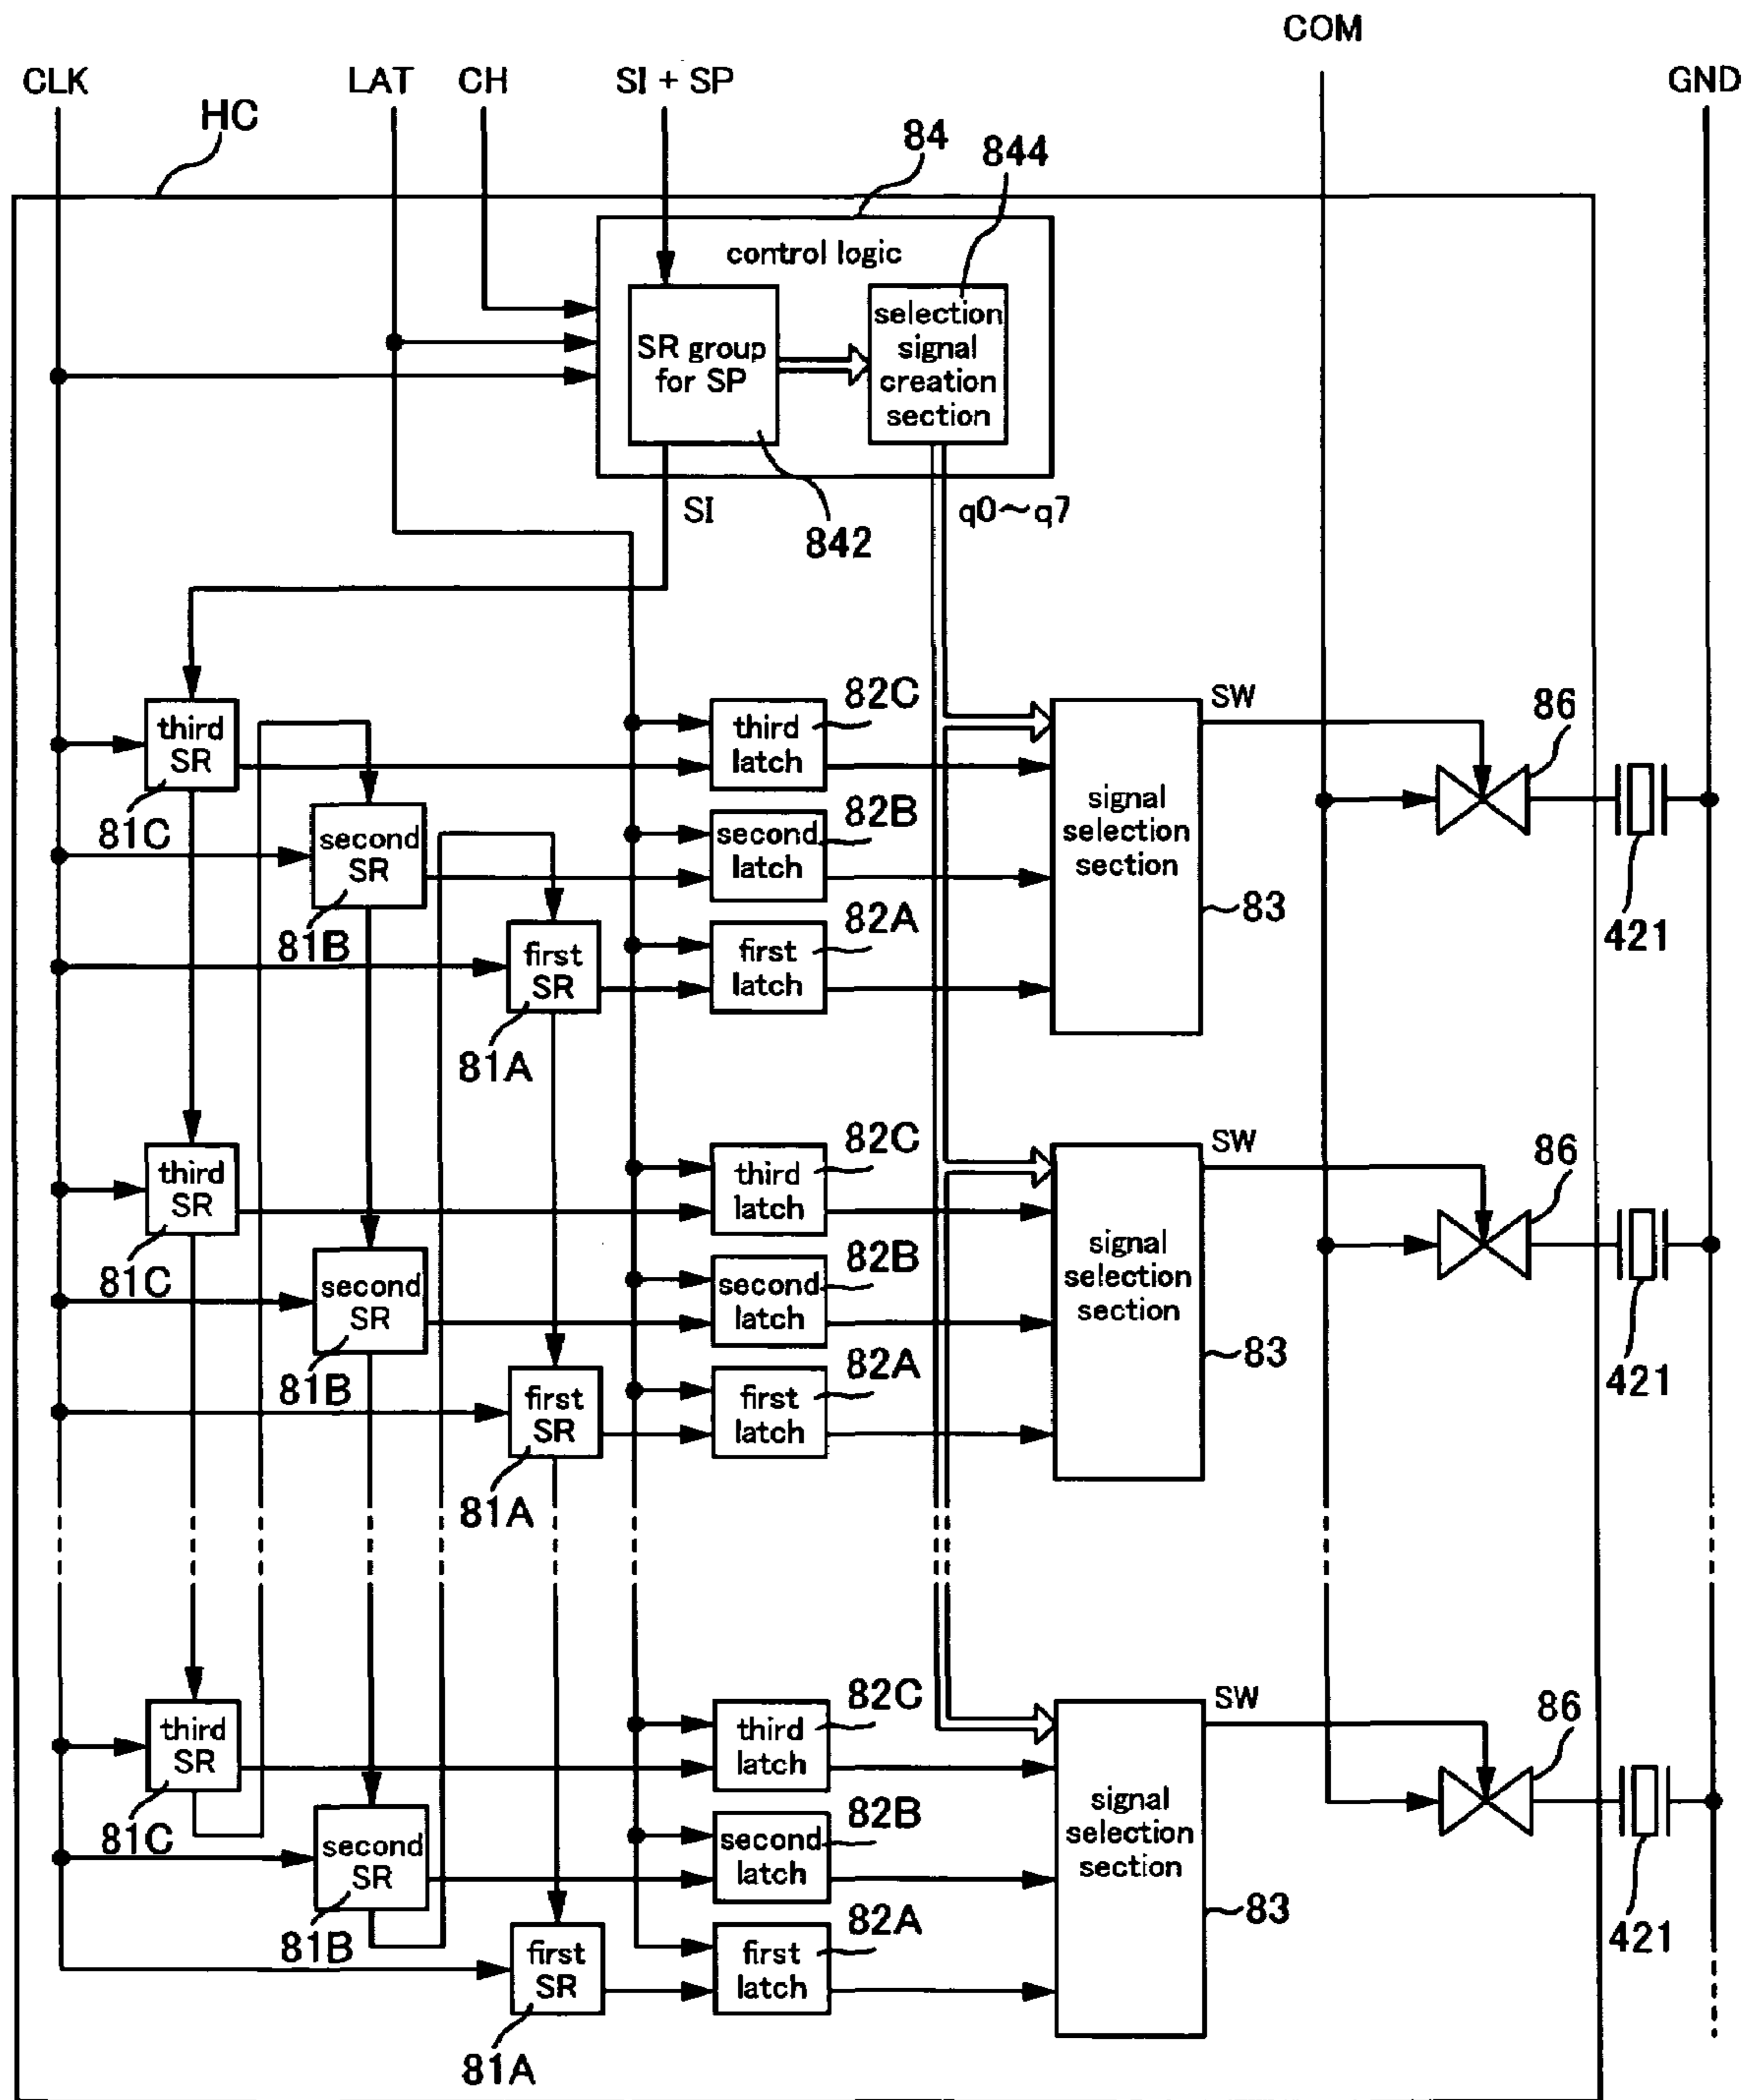 COM
CLK
LAT
CH
SI + SP
GND
HC
84
844
control logic
SR group
for SP
selection
signal
creation
section
SI
842
q0~q7
third
SR
81C
second
SR
81B
first
SR
81A
third
latch
82C
second
latch
82B
first
latch
82A
signal
selection
section
83
SW
86
421
third
SR
81C
second
SR
81B
first
SR
81A
third
latch
82C
second
latch
82B
first
latch
82A
signal
selection
section
83
SW
86
421
third
SR
81C
second
SR
81B
first
SR
81A
third
latch
82C
second
latch
82B
first
latch
82A
signal
selection
section
83
SW
86
421